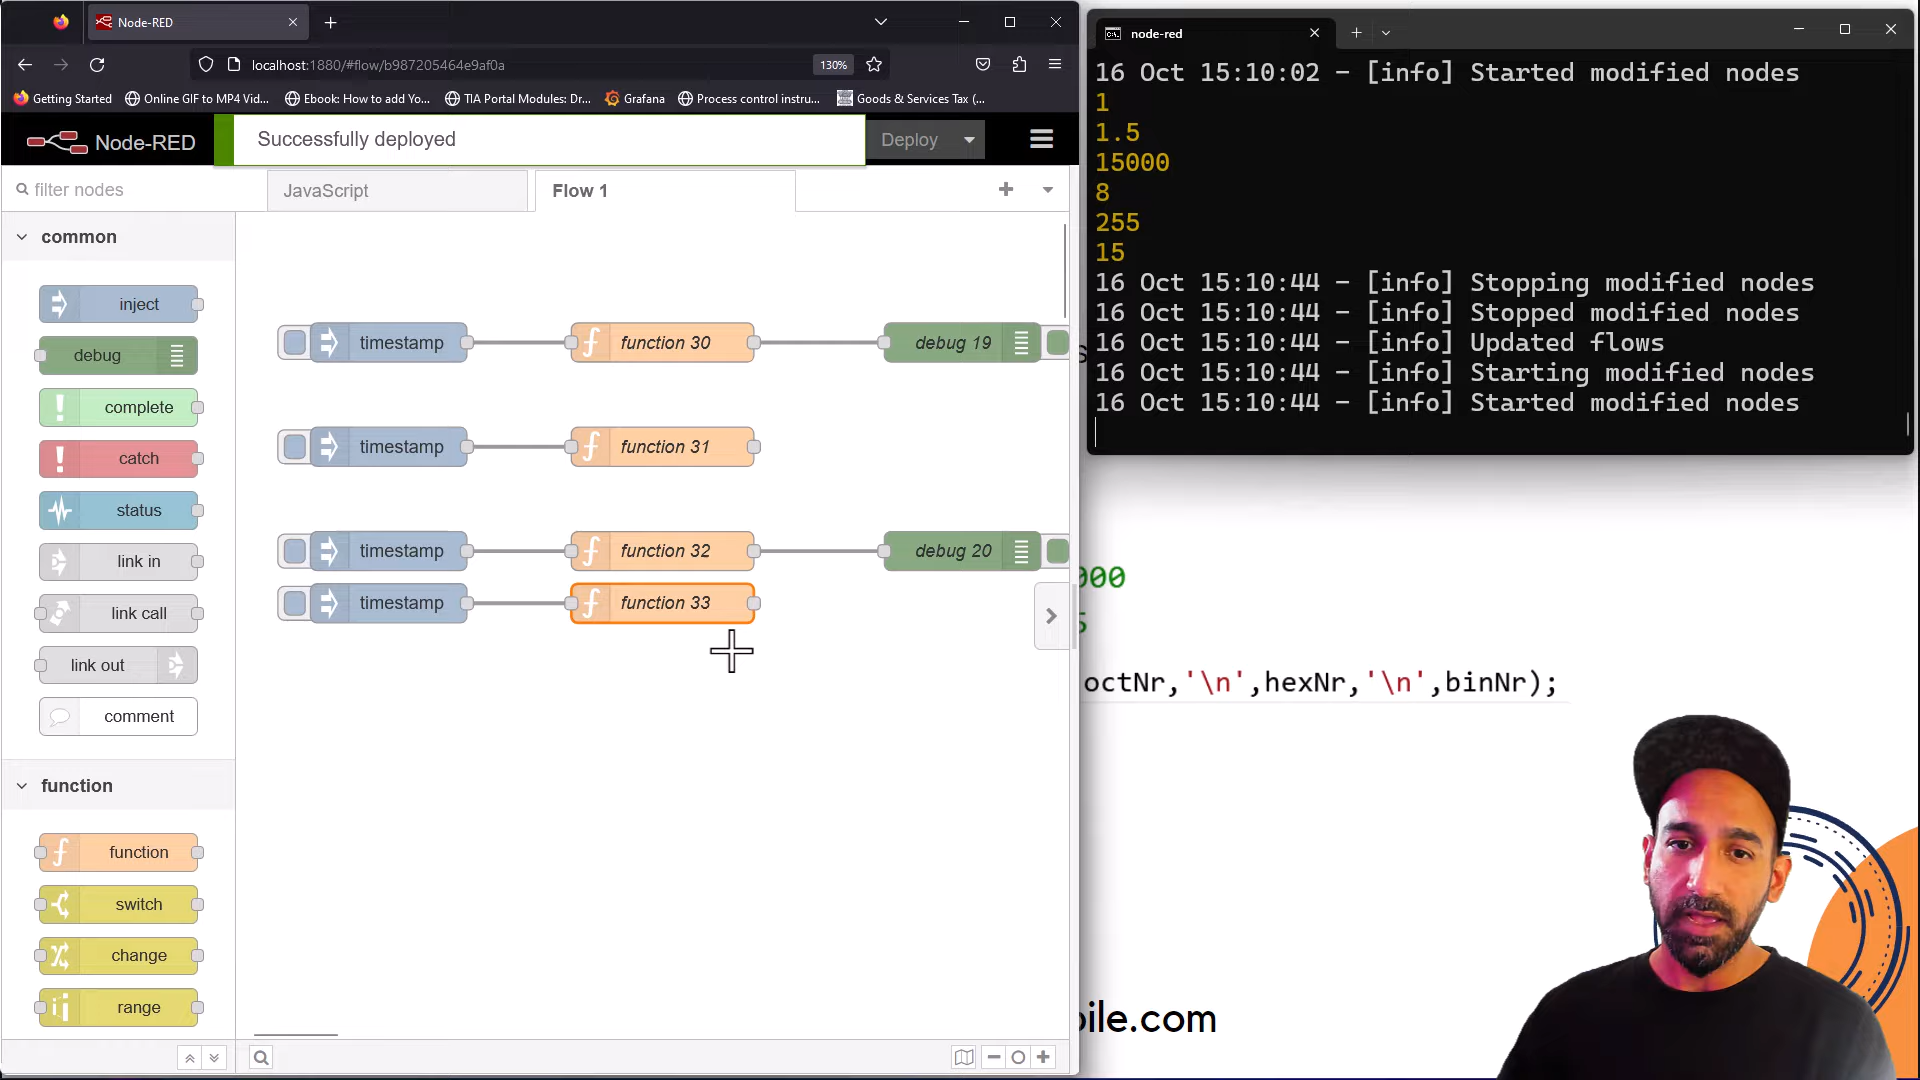 Node-RED
localhost:1880/#flow/b987205464e9af0a
130%
Getting Started
Online GIF to MP4 Vid...
Ebook: How to add Yo...
TIA Portal Modules: Dr...
Grafana
Process control instru...
Goods & Services Tax (...
Node-RED
Successfully deployed
Deploy
filter nodes
JavaScript
Flow 1
common
inject
debug
complete
catch
status
link in
link call
link out
comment
function
function
switch
change
range
timestamp
function 30
debug 19
timestamp
function 31
timestamp
function 32
debug 20
timestamp
function 33
node-red
16 Oct 15:10:02 - [info] Started modified nodes
1
1.5
15000
8
255
15
16 Oct 15:10:44 - [info] Stopping modified nodes
16 Oct 15:10:44 - [info] Stopped modified nodes
16 Oct 15:10:44 - [info] Updated flows
16 Oct 15:10:44 - [info] Starting modified nodes
16 Oct 15:10:44 - [info] Started modified nodes
octNr,'\n',hexNr,'\n',binNr);